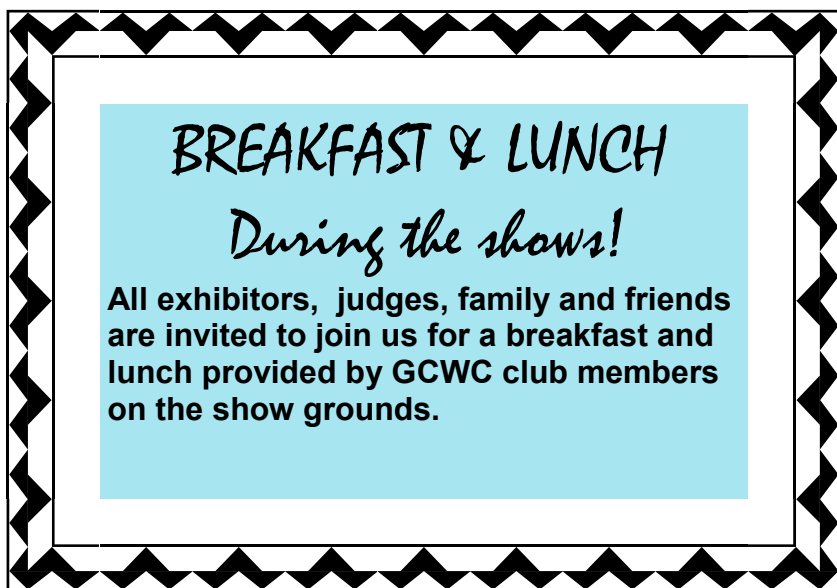 BREAKFAST & LUNCH
During the shows!
All exhibitors,  judges, family and friends
are invited to join us for a breakfast and
lunch provided by GCWC club members
on the show grounds.